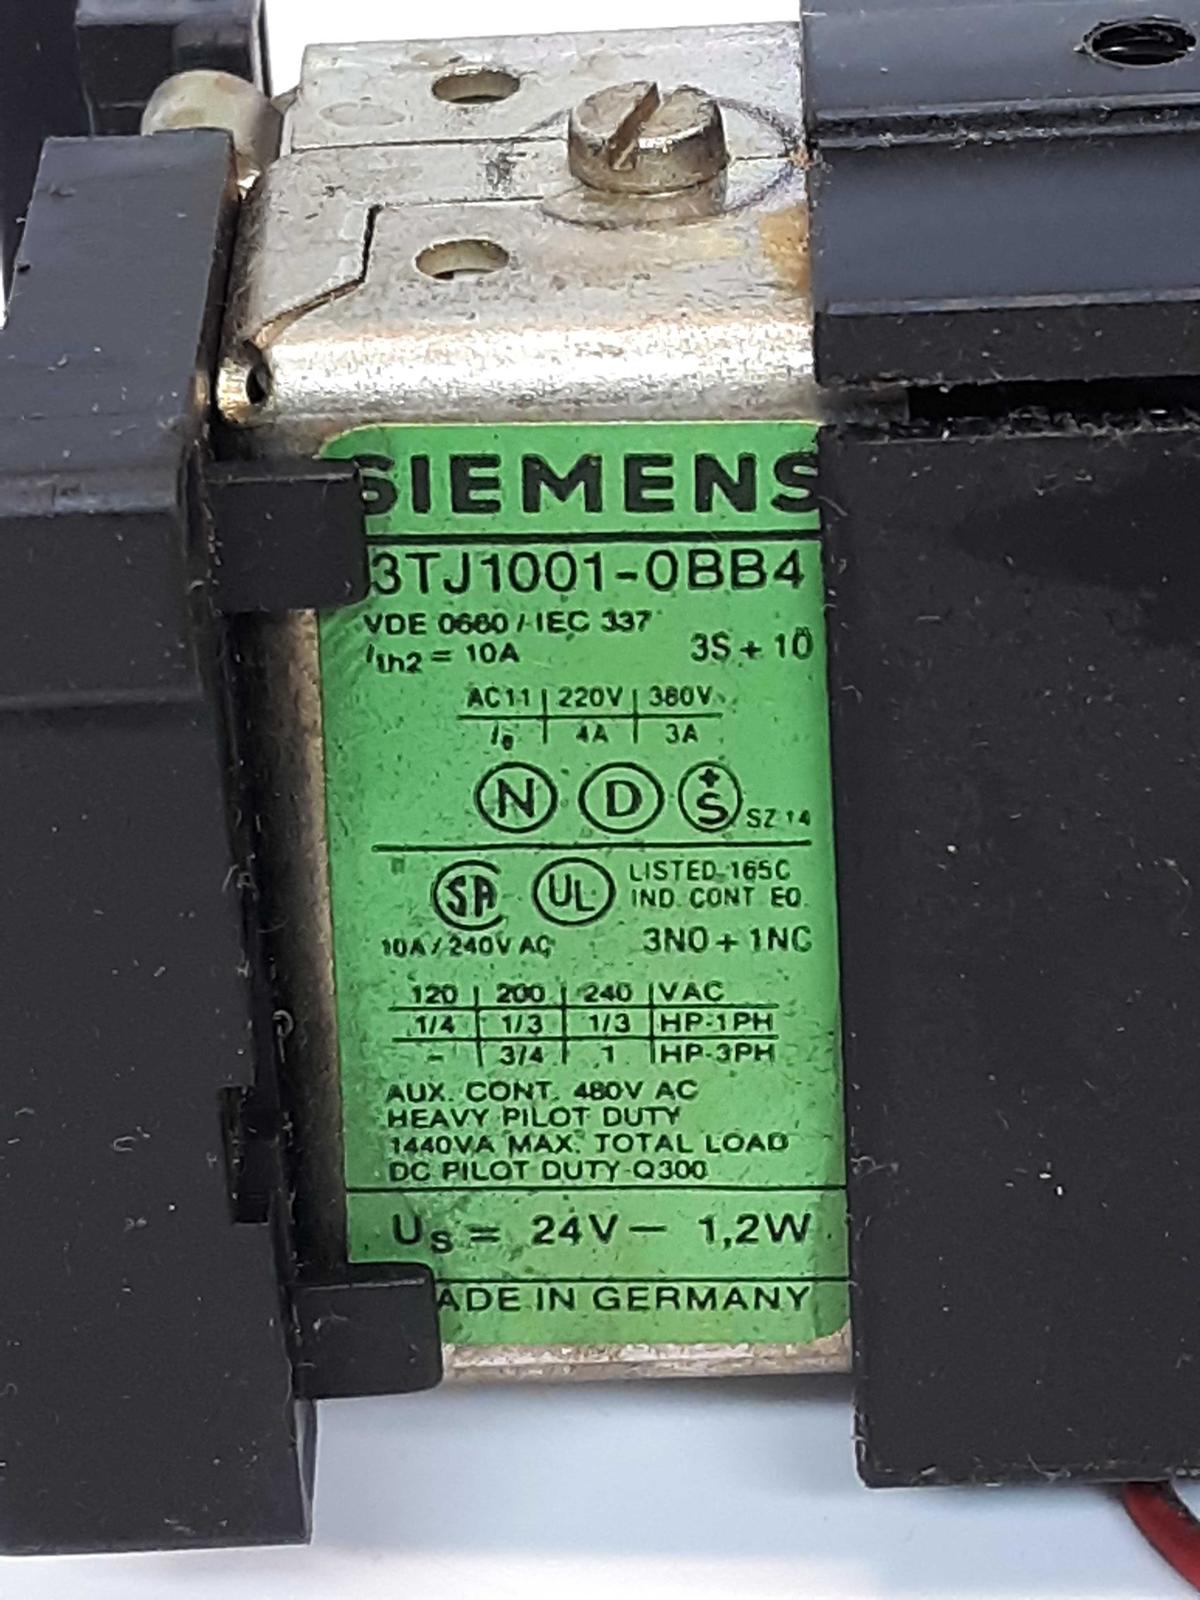 SIEMENS
3TJ1001-0BB4
VDE 0660 / IEC 337
Ith2 = 10A 3S + 1Ö
AC11 | 220V | 380V
Ie | 4A | 3A
N D +S SZ 14
SA UL LISTED 165C
IND. CONT. EQ.
10A / 240V AC 3NO + 1NC
120 | 200 | 240 | VAC
1/4 | 1/3 | 1/3 | HP-1PH
- | 3/4 | 1 | HP-3PH
AUX. CONT. 480V AC
HEAVY PILOT DUTY
1440VA MAX. TOTAL LOAD
DC PILOT DUTY-Q300
Us = 24V — 1,2W
ADE IN GERMANY